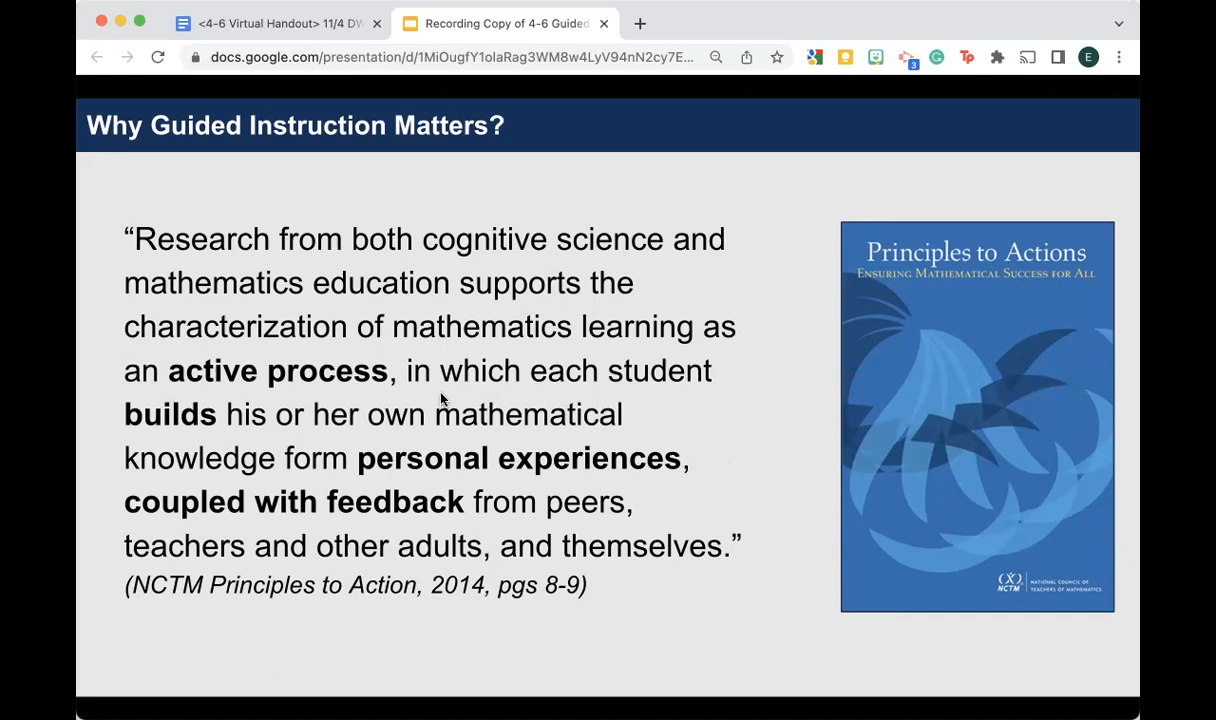 <4-6 Virtual Handout> 11/4 DW
Recording Copy of 4-6 Guided
docs.google.com/presentation/d/1MiOugfY1olaRag3WM8w4LyV94nN2cy7E...
3
Tp
E
Why Guided Instruction Matters?
“Research from both cognitive science and
mathematics education supports the
characterization of mathematics learning as
an active process, in which each student
builds his or her own mathematical
knowledge form personal experiences,
coupled with feedback from peers,
teachers and other adults, and themselves.”
(NCTM Principles to Action, 2014, pgs 8-9)
Principles to Actions
Ensuring Mathematical Success for All
NCTM
National Council of
Teachers of Mathematics